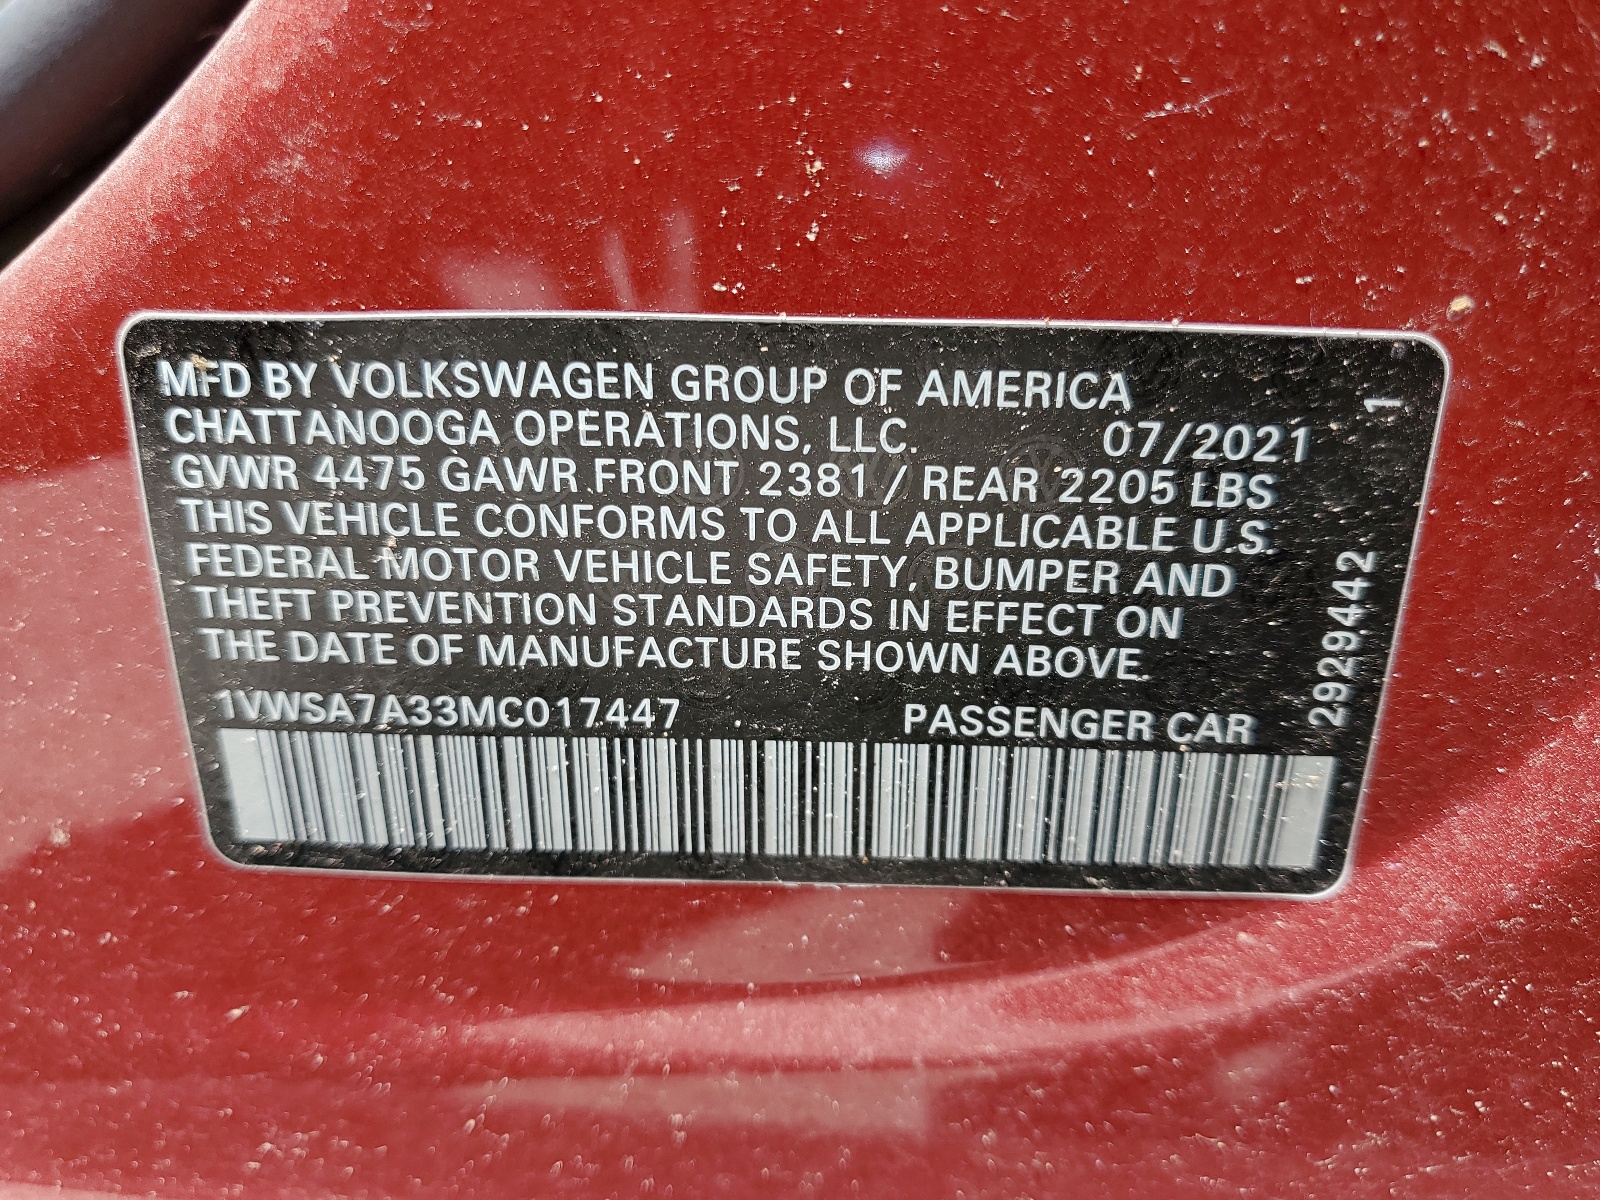 MFD BY VOLKSWAGEN GROUP OF AMERICA
CHATTANOOGA OPERATIONS, LLC. 07/2021
GVWR 4475 GAWR FRONT 2381 / REAR 2205 LBS
THIS VEHICLE CONFORMS TO ALL APPLICABLE U.S.
FEDERAL MOTOR VEHICLE SAFETY, BUMPER AND
THEFT PREVENTION STANDARDS IN EFFECT ON
THE DATE OF MANUFACTURE SHOWN ABOVE.
1VWSA7A33MC017447 PASSENGER CAR
2929442 1